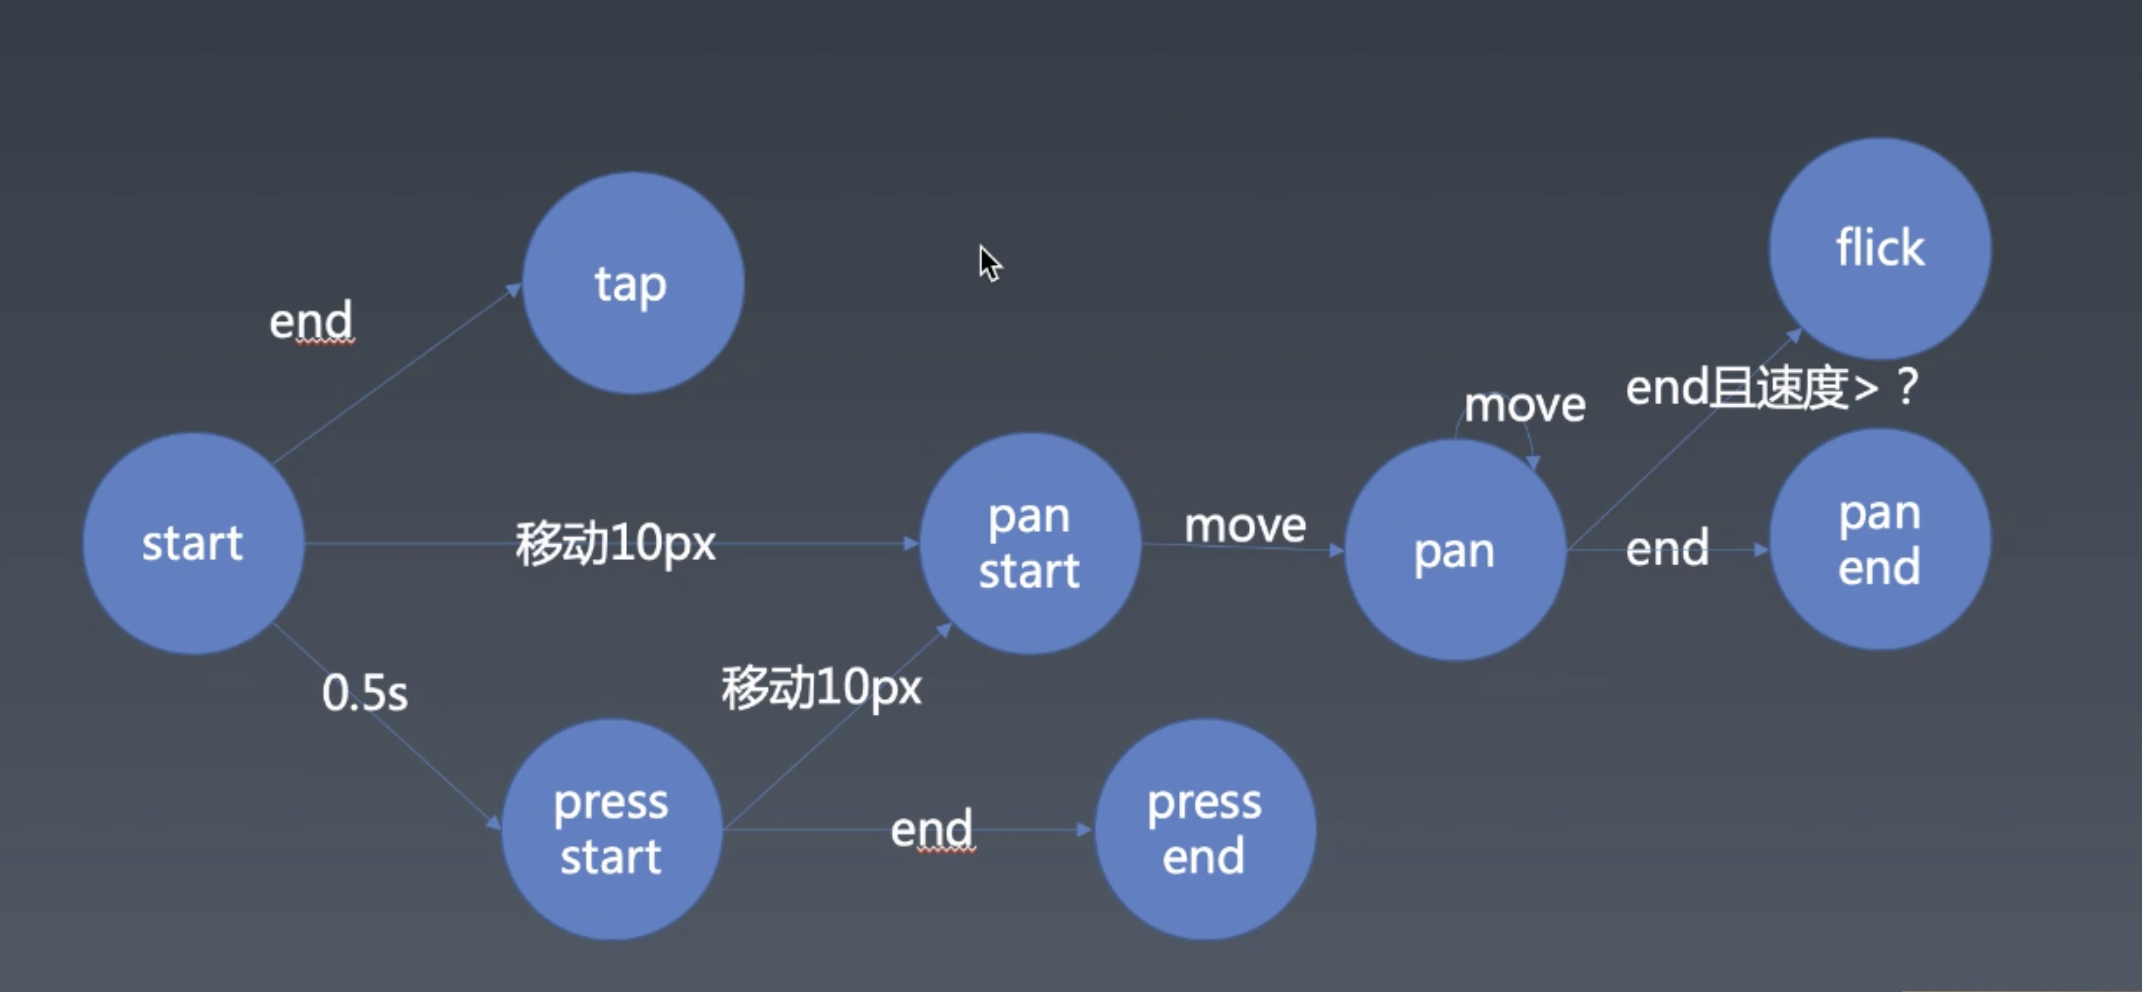 tap
flick
end
move
end且速度>？
start
移动10px
pan
start
move
pan
end
pan
end
0.5s
移动10px
press
start
end
press
end